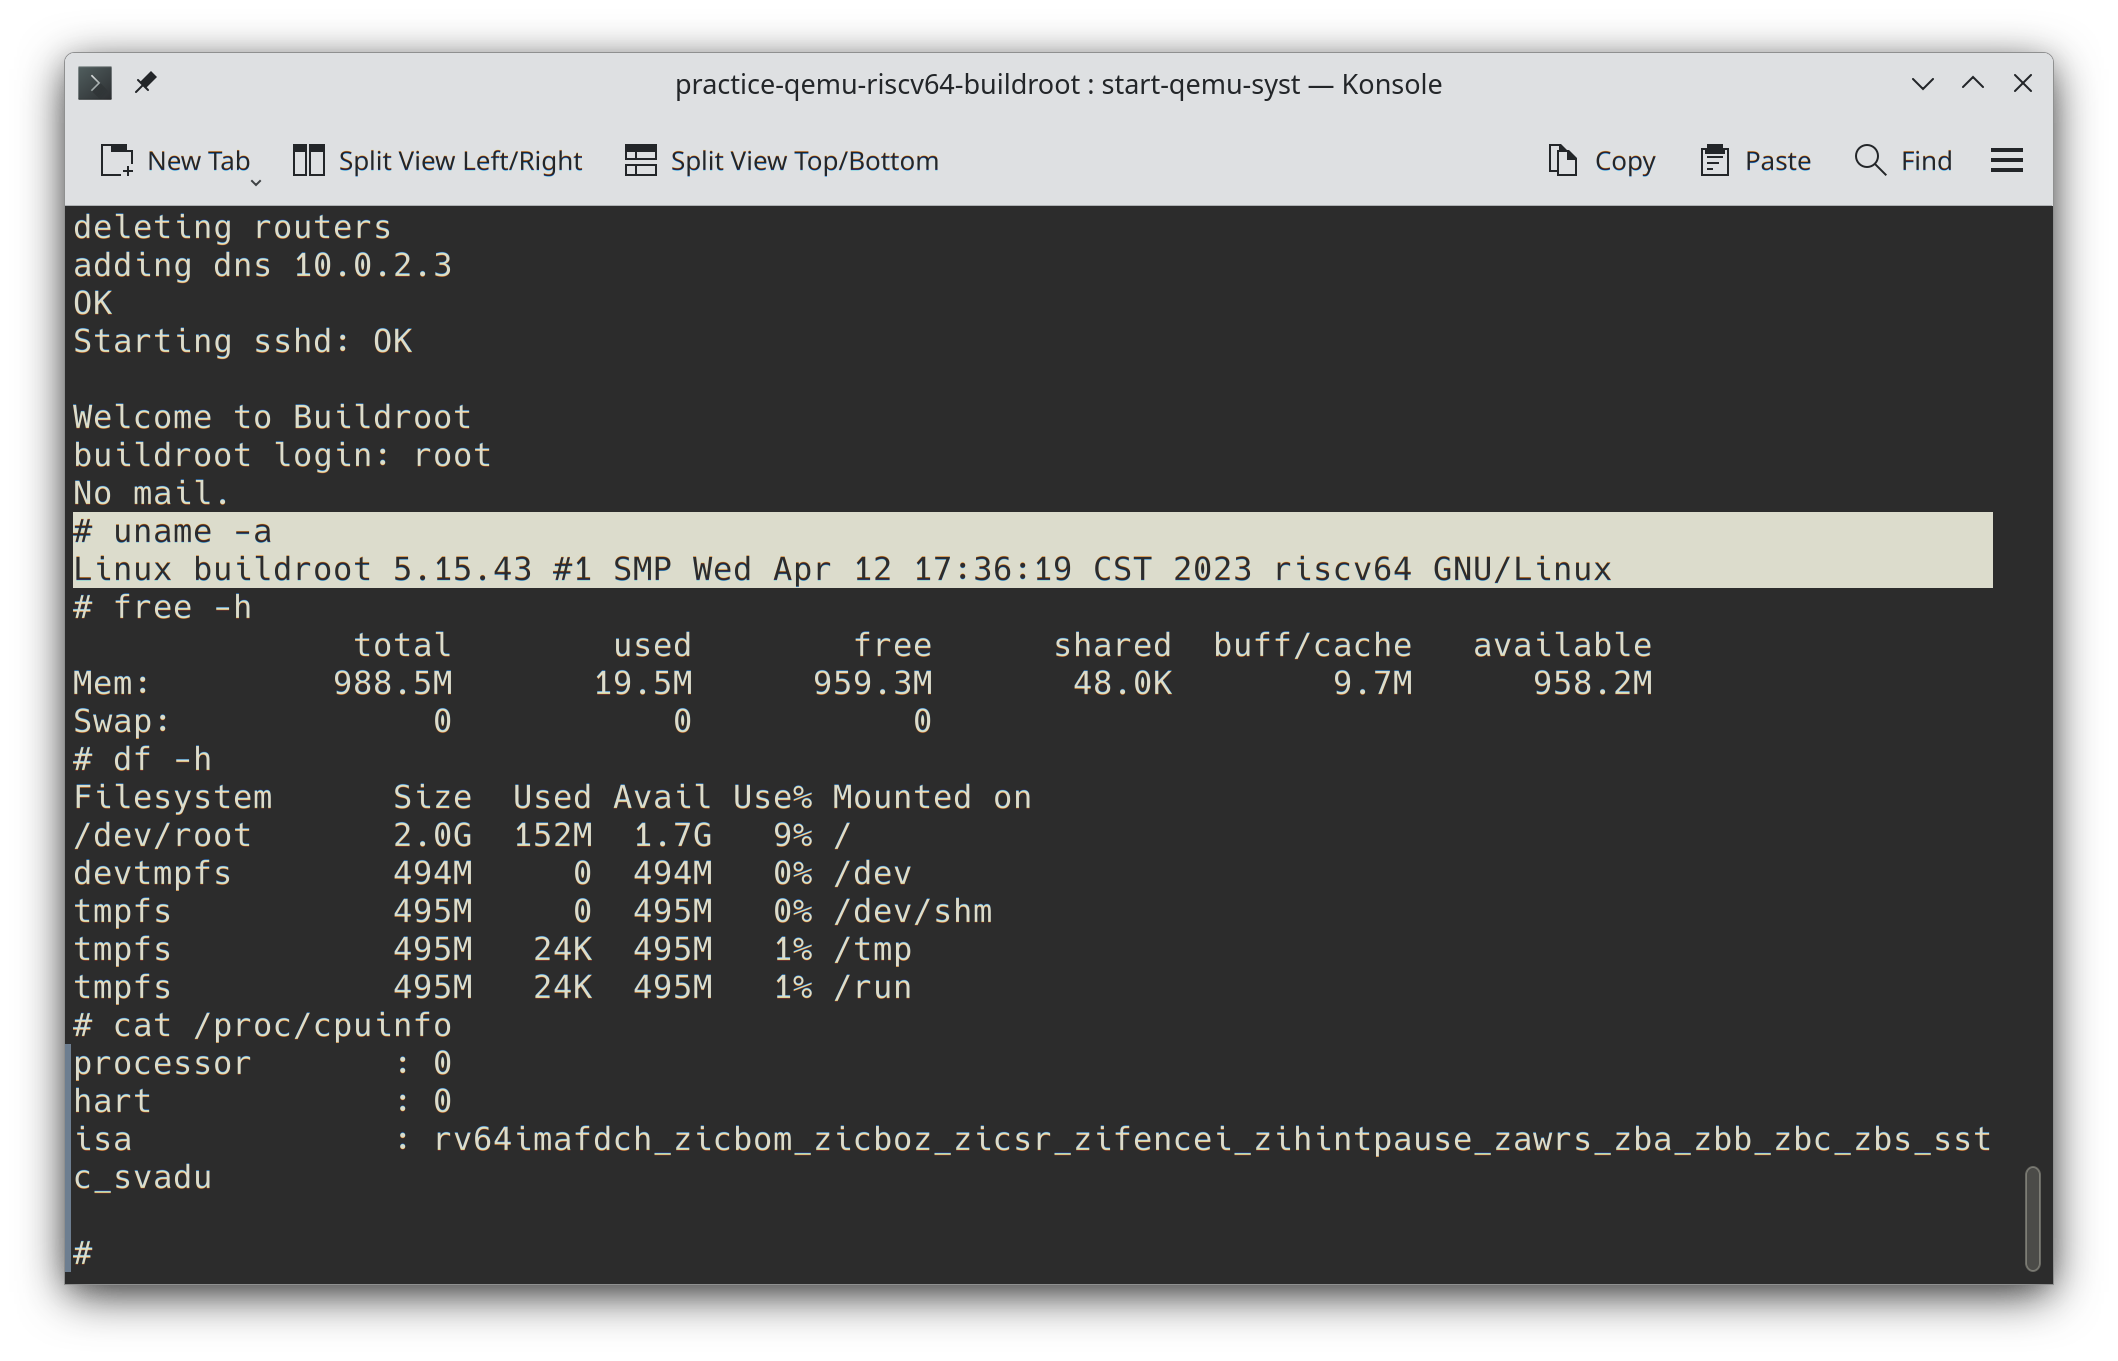 practice-qemu-riscv64-buildroot : start-qemu-syst — Konsole
New Tab Split View Left/Right Split View Top/Bottom Copy Paste Find
deleting routers
adding dns 10.0.2.3
OK
Starting sshd: OK

Welcome to Buildroot
buildroot login: root
No mail.
# uname -a
Linux buildroot 5.15.43 #1 SMP Wed Apr 12 17:36:19 CST 2023 riscv64 GNU/Linux
# free -h
              total        used        free      shared  buff/cache   available
Mem:         988.5M       19.5M      959.3M       48.0K        9.7M      958.2M
Swap:             0           0           0
# df -h
Filesystem      Size  Used Avail Use% Mounted on
/dev/root       2.0G  152M  1.7G   9% /
devtmpfs        494M     0  494M   0% /dev
tmpfs           495M     0  495M   0% /dev/shm
tmpfs           495M   24K  495M   1% /tmp
tmpfs           495M   24K  495M   1% /run
# cat /proc/cpuinfo
processor       : 0
hart            : 0
isa             : rv64imafdch_zicbom_zicboz_zicsr_zifencei_zihintpause_zawrs_zba_zbb_zbc_zbs_sst
c_svadu

#